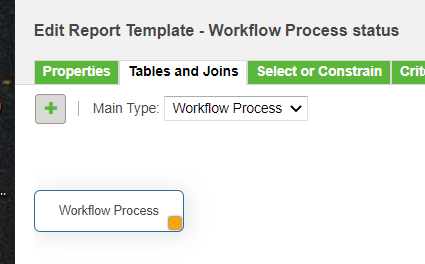 Edit Report Template - Workflow Process status
Properties Tables and Joins Select or Constrain
Main Type: Workflow Process
Workflow Process